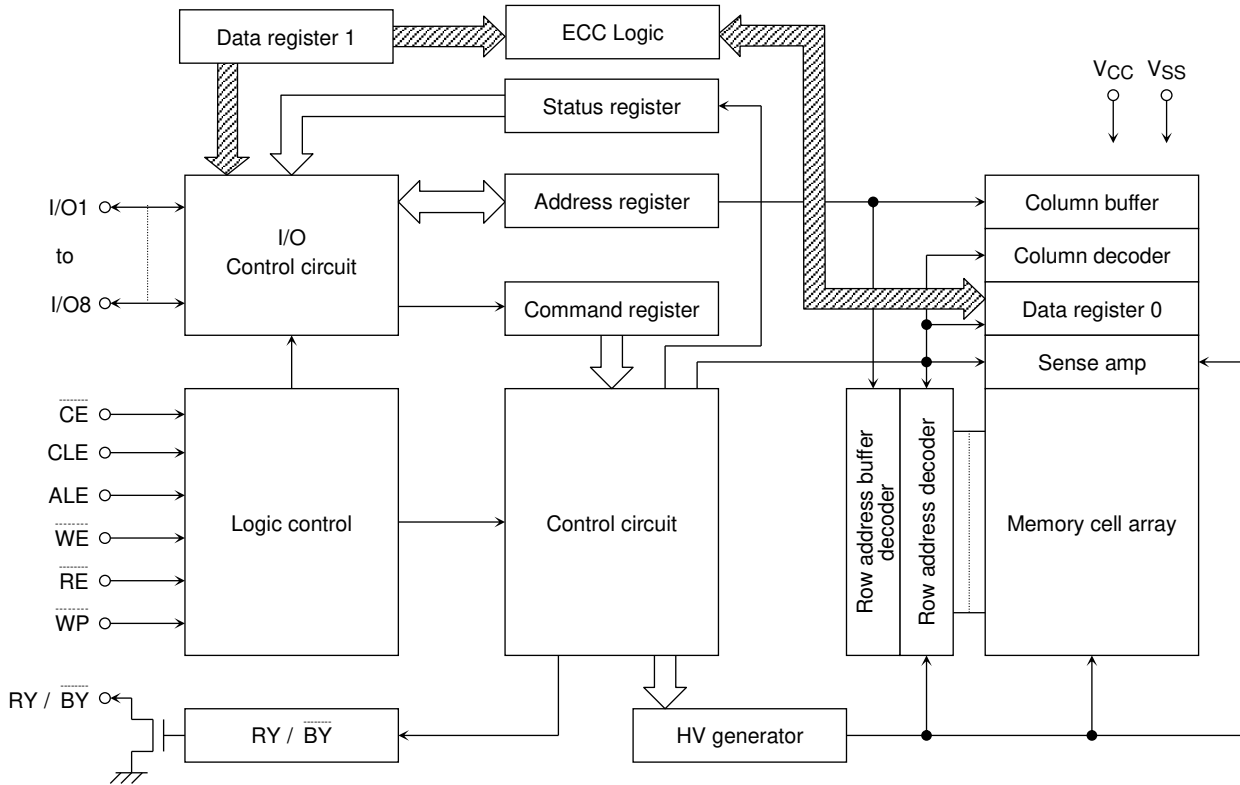 Data register 1
ECC Logic
VCC VSS
Status register
I/O1
to
I/O8
I/O
Control circuit
Address register
Column buffer
Column decoder
Command register
Data register 0
Sense amp
CE
CLE
ALE
WE
RE
WP
Logic control
Control circuit
Row address buffer
decoder
Row address decoder
Memory cell array
RY / BY
RY / BY
HV generator